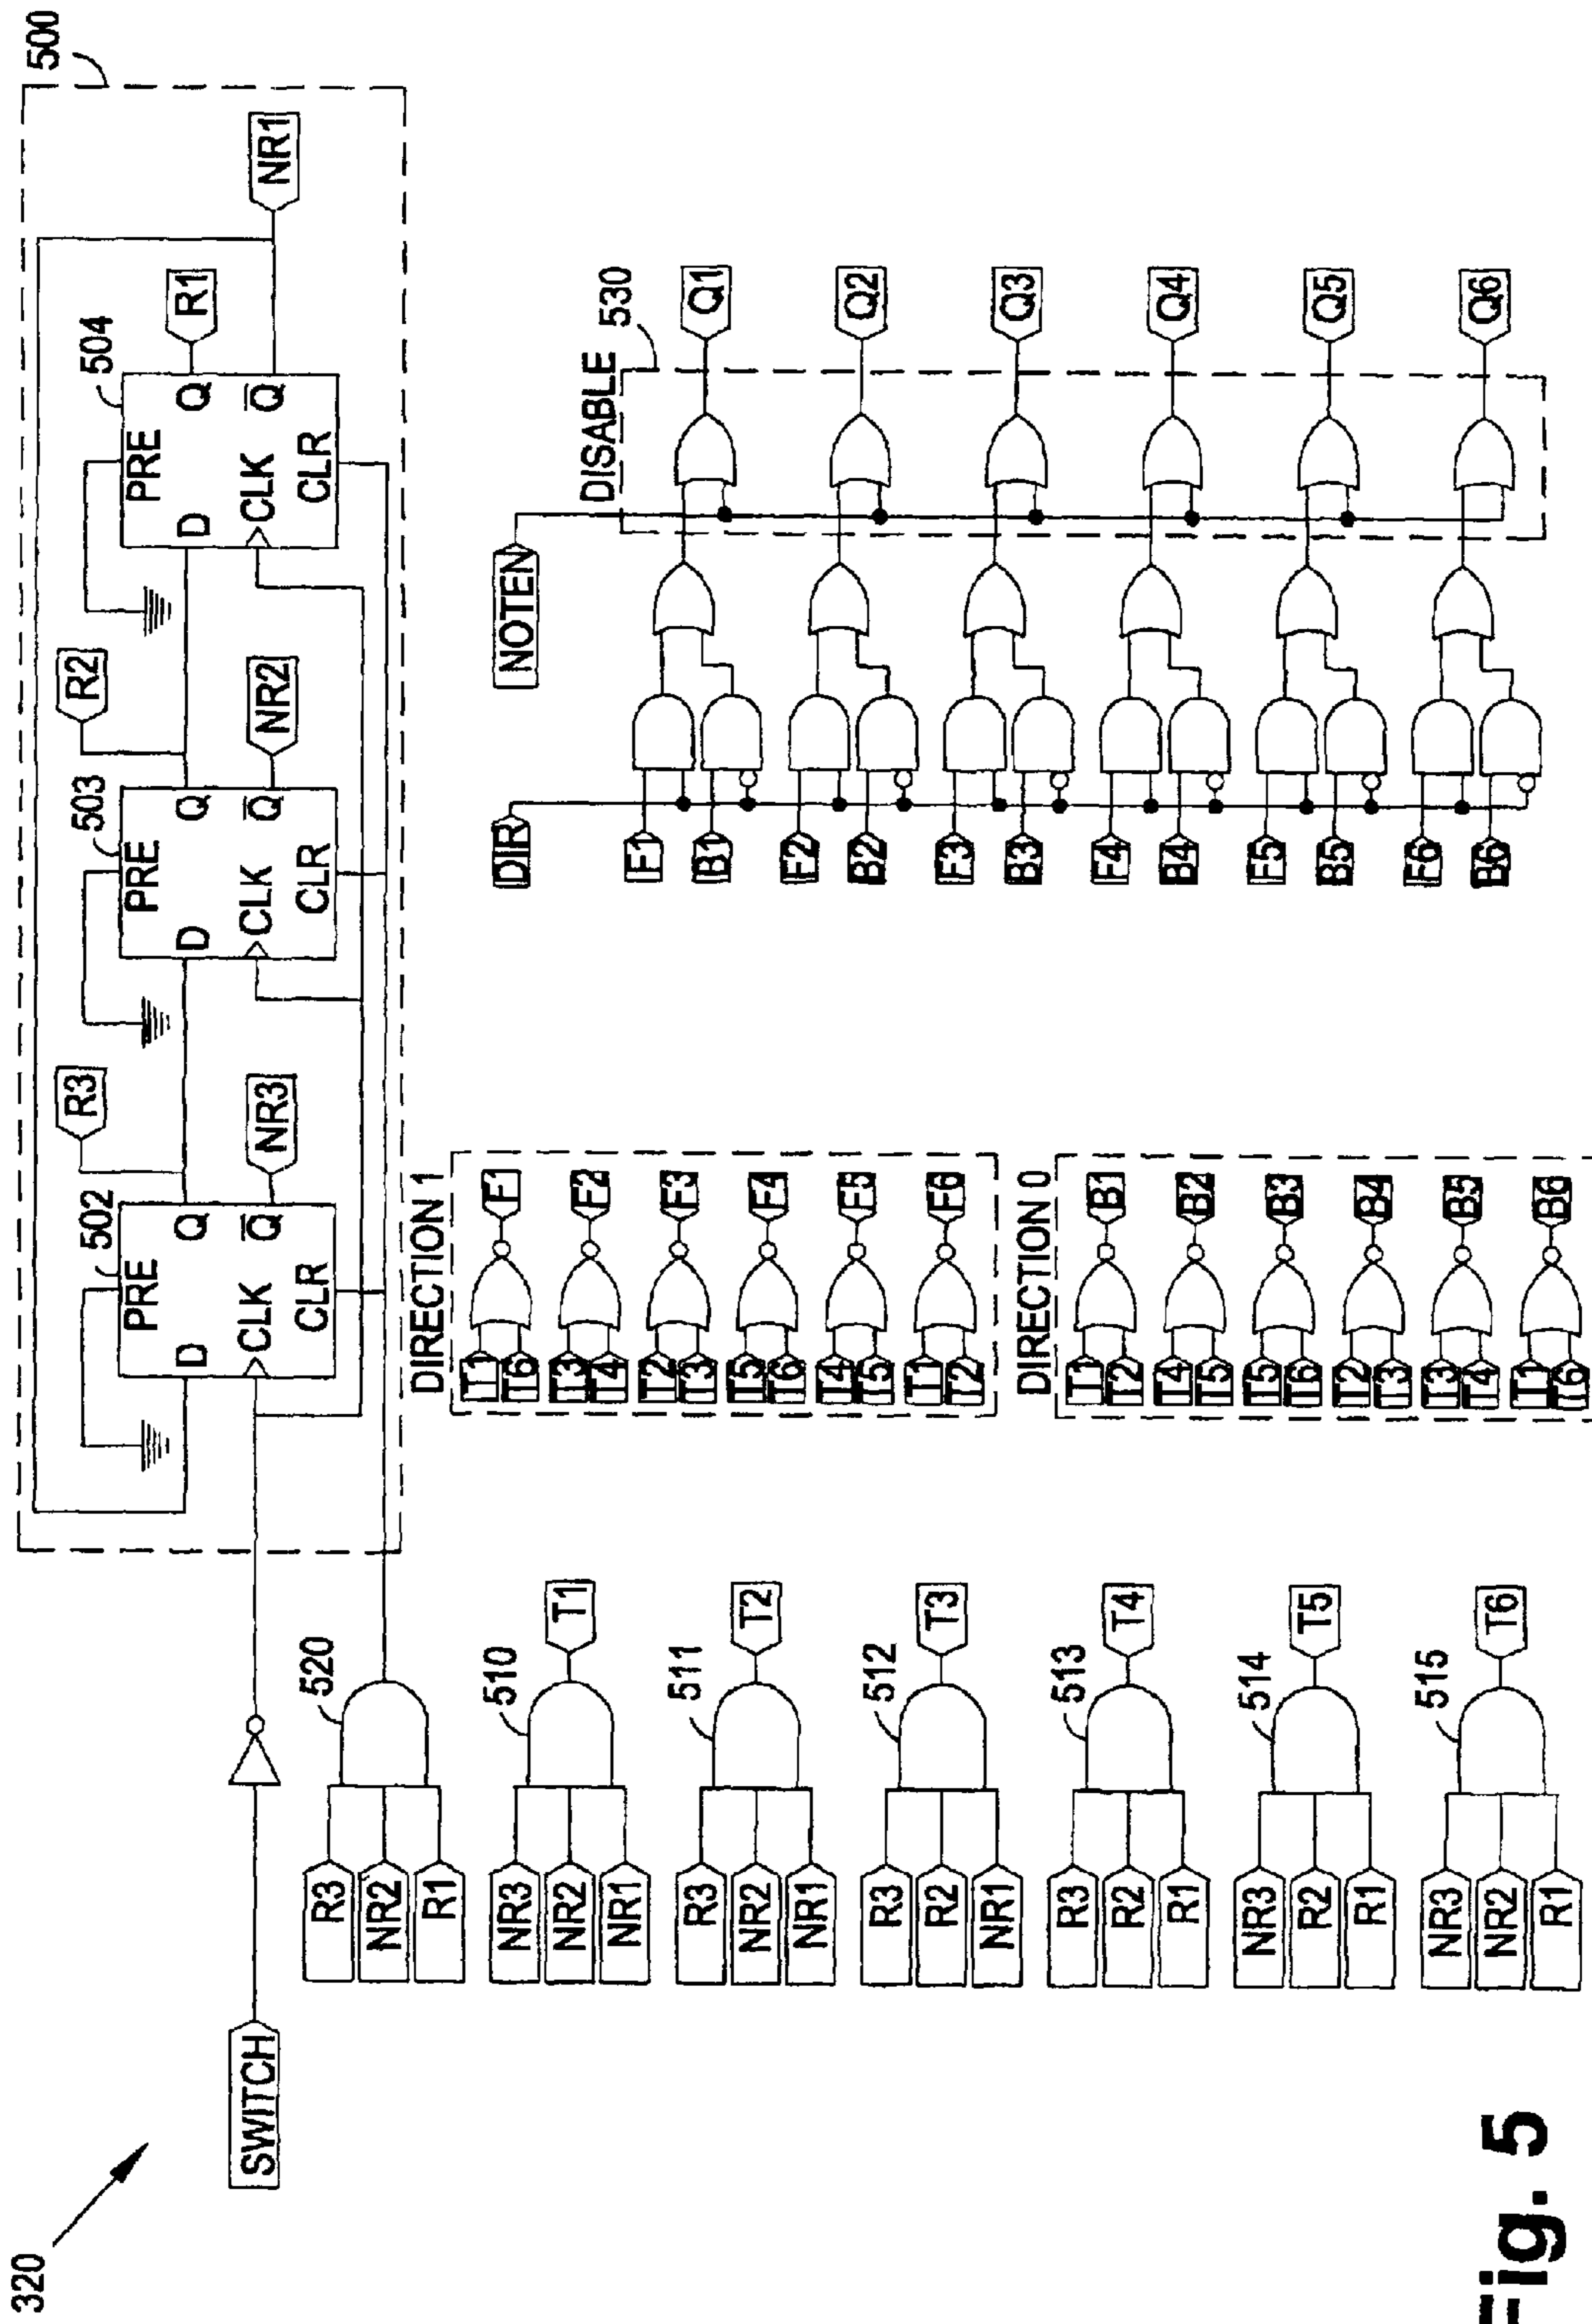 320
500
SWITCH
R3
502
PRE
D
Q
CLK
Q
CLR
NR3
R2
503
PRE
D
Q
CLK
Q
CLR
NR2
R1
504
PRE
D
Q
CLK
Q
CLR
NR1
520
R3
NR2
R1
510
NR3
NR2
NR1
T1
511
R3
NR2
NR1
T2
512
R3
R2
NR1
T3
513
R3
R2
R1
T4
514
NR3
R2
R1
T5
515
NR3
NR2
R1
T6
DIRECTION 1
T1
T6
F1
T3
T4
F2
T2
T3
F3
T5
T6
F4
T4
T5
F5
T1
T2
F6
DIRECTION 0
T1
T2
B1
T4
T5
B2
T5
T6
B3
T2
T3
B4
T3
T4
B5
T1
T6
B6
DIR
NOTEN
DISABLE
530
F1
B1
Q1
F2
B2
Q2
F3
B3
Q3
F4
B4
Q4
F5
B5
Q5
F6
B6
Q6
Fig. 5